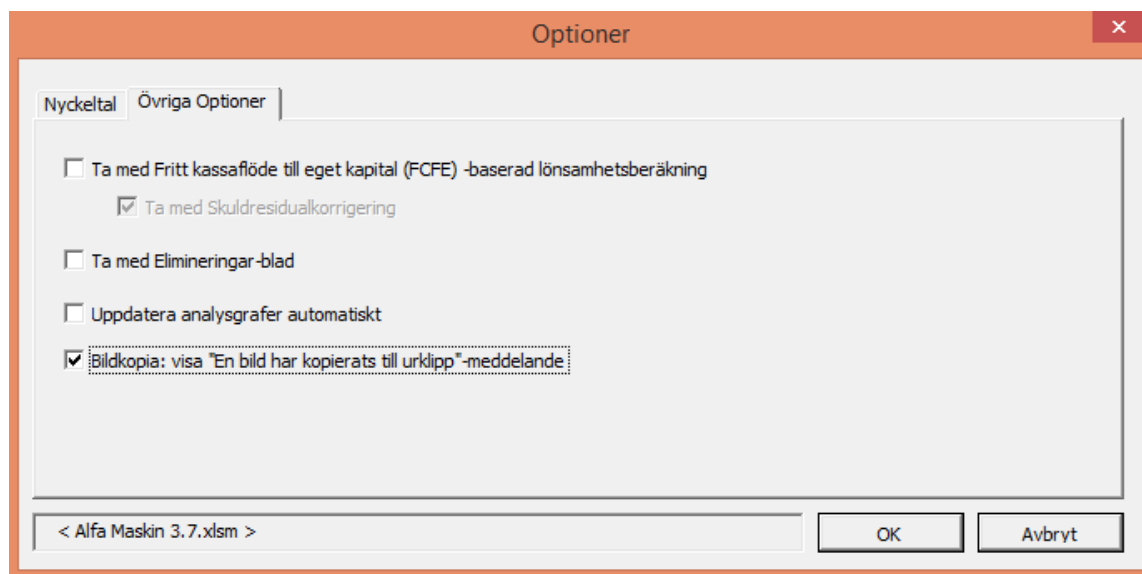 Optioner
Nyckeltal Övriga Optioner
Ta med Fritt kassaflöde till eget kapital (FCFE) -baserad lönsamhetsberäkning
Ta med Skuldresidualkorrigering
Ta med Elimineringar-blad
Uppdatera analysgrafer automatiskt
Bildkopia: visa "En bild har kopierats till urklipp"-meddelande
< Alfa Maskin 3.7.xlsm > OK Avbryt